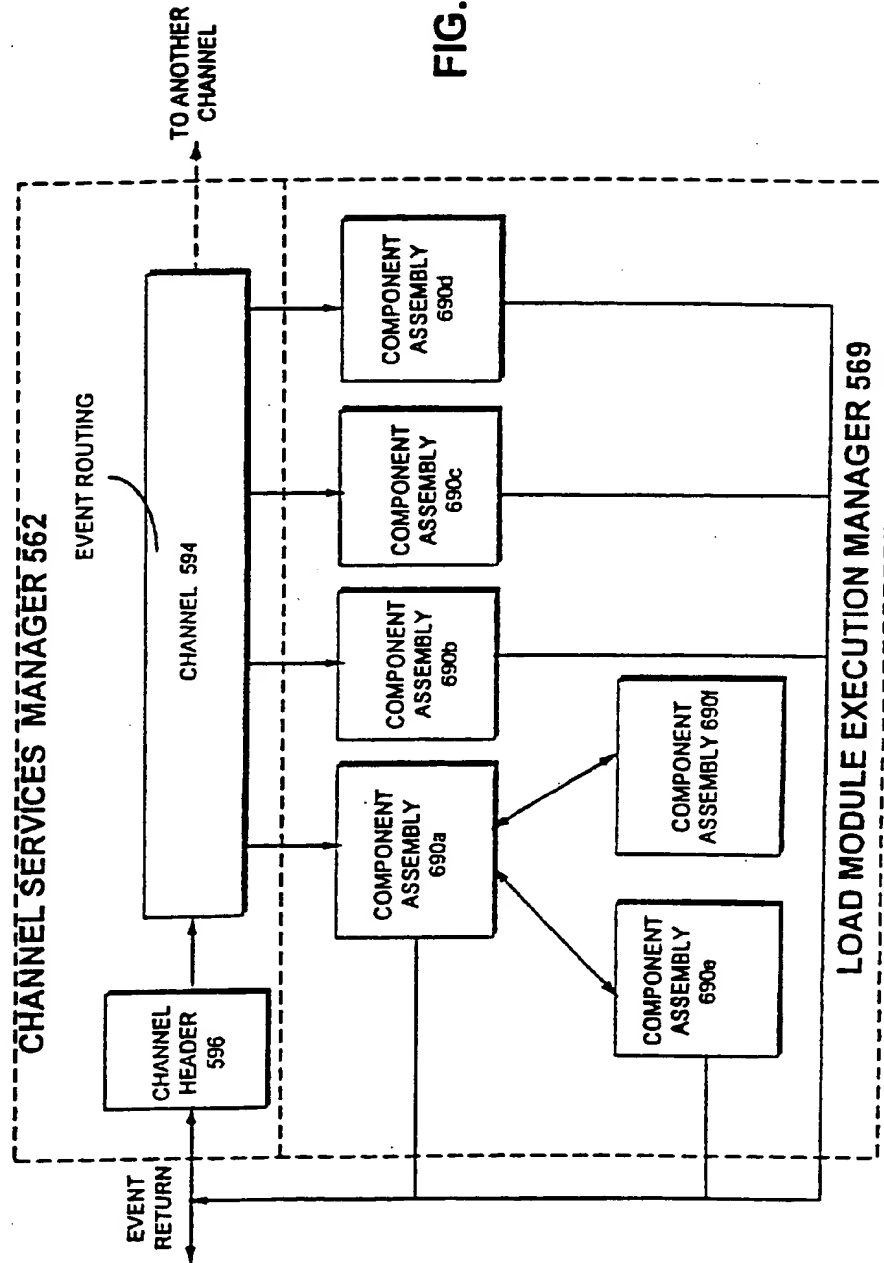 CHANNEL SERVICES MANAGER 562
EVENT ROUTING
TO ANOTHER
CHANNEL
EVENT
RETURN
CHANNEL
HEADER
596
CHANNEL 594
COMPONENT
ASSEMBLY
690a
COMPONENT
ASSEMBLY
690b
COMPONENT
ASSEMBLY
690c
COMPONENT
ASSEMBLY
690d
COMPONENT
ASSEMBLY
690e
COMPONENT
ASSEMBLY 690f
LOAD MODULE EXECUTION MANAGER 569
FIG.